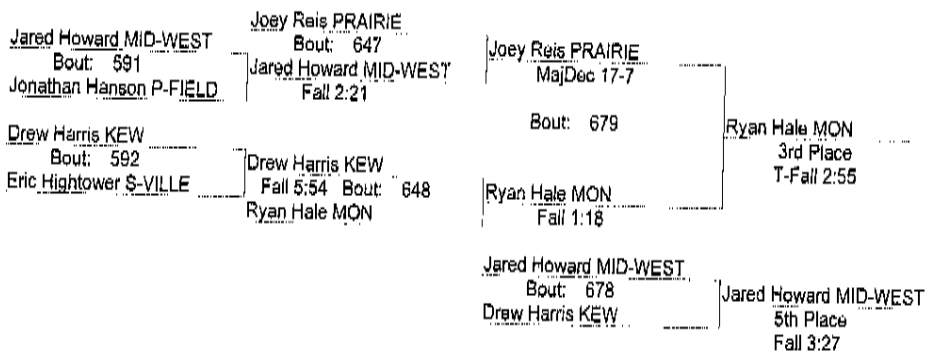 Jared Howard MID-WEST
Bout: 591
Jonathan Hanson P-FIELD
Drew Harris KEW
Bout: 592
Eric Hightower S-VILLE
Joey Reis PRAIRIE
Bout: 647
Jared Howard MID-WEST
Fall 2:21
Drew Harris KEW
Fall 5:54 Bout: 648
Ryan Hale MON
Joey Reis PRAIRIE
MajDec 17-7
Bout: 679
Ryan Hale MON
Fall 1:18
Ryan Hale MON
3rd Place
T-Fall 2:55
Jared Howard MID-WEST
Bout: 678
Drew Harris KEW
Jared Howard MID-WEST
5th Place
Fall 3:27